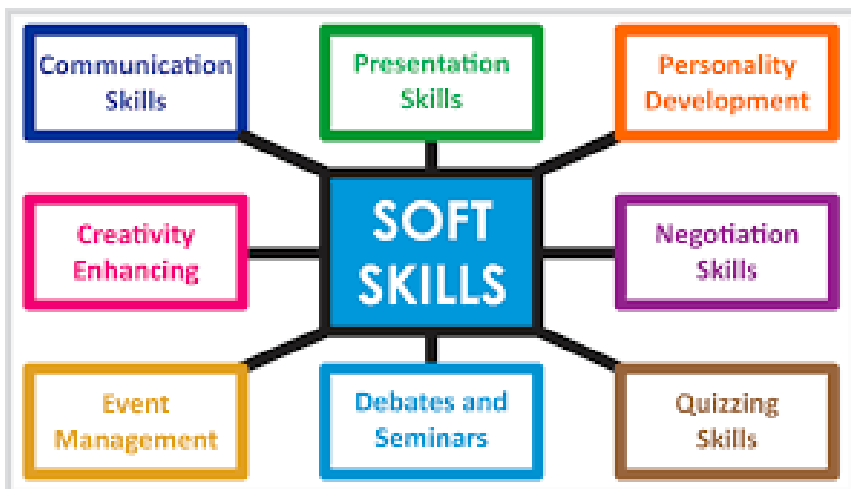 Communication
Skills
Presentation
Skills
Personality
Development
Creativity
Enhancing
SOFT
SKILLS
Negotiation
Skills
Event
Management
Debates and
Seminars
Quizzing
Skills